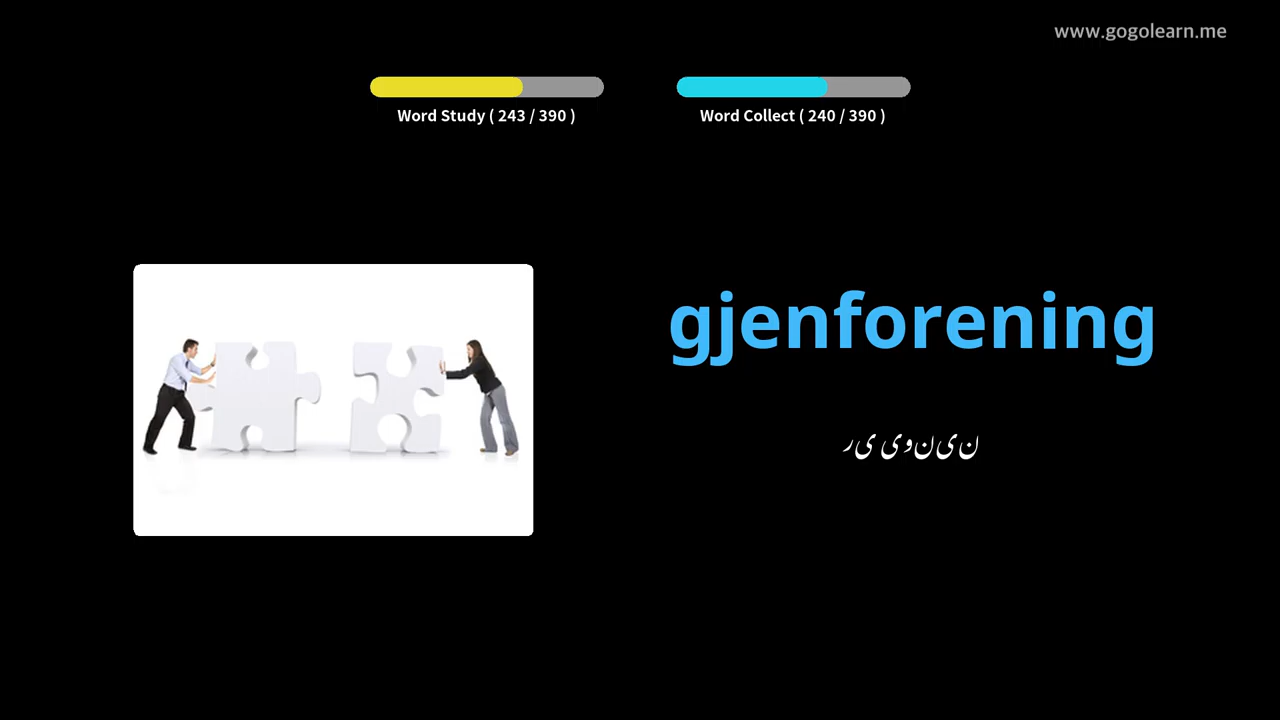 www.gogolearn.me
Word Study ( 243 / 390 )
Word Collect ( 240 / 390 )
gjenforening
ری یونین